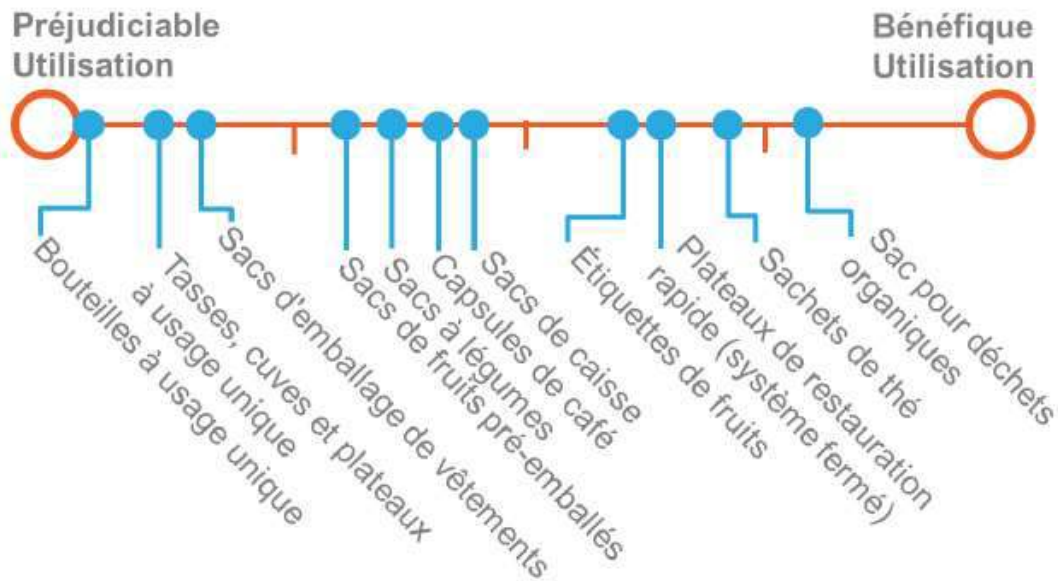 Préjudiciable
Utilisation
Bénéfique
Utilisation
Bouteilles à usage unique
Tasses, cuves et plateaux
à usage unique
Sacs d'emballage de vêtements
Sacs de fruits pré-emballés
Sacs à légumes
Capsules de café
Sacs de caisse
Étiquettes de fruits
Plateaux de restauration
rapide (système fermé)
Sachets de thé
Sac pour déchets
organiques